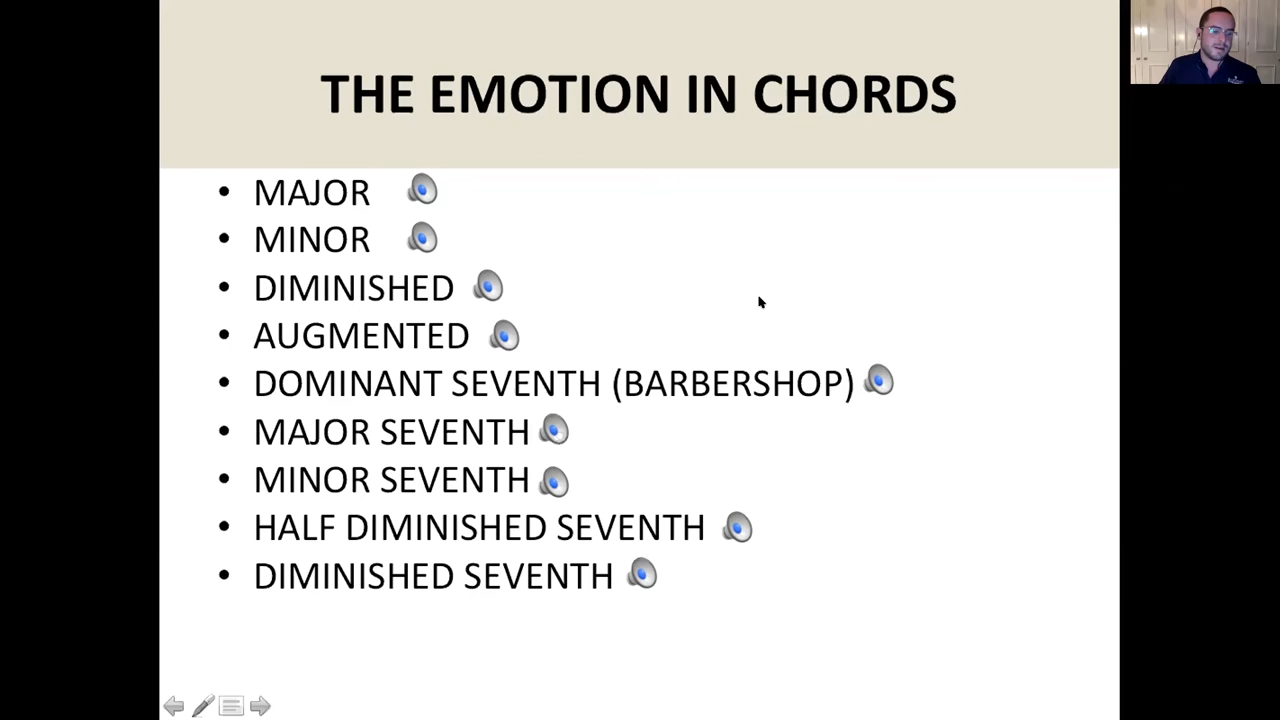 THE EMOTION IN CHORDS
• MAJOR
• MINOR
• DIMINISHED
• AUGMENTED
• DOMINANT SEVENTH (BARBERSHOP)
• MAJOR SEVENTH
• MINOR SEVENTH
• HALF DIMINISHED SEVENTH
• DIMINISHED SEVENTH